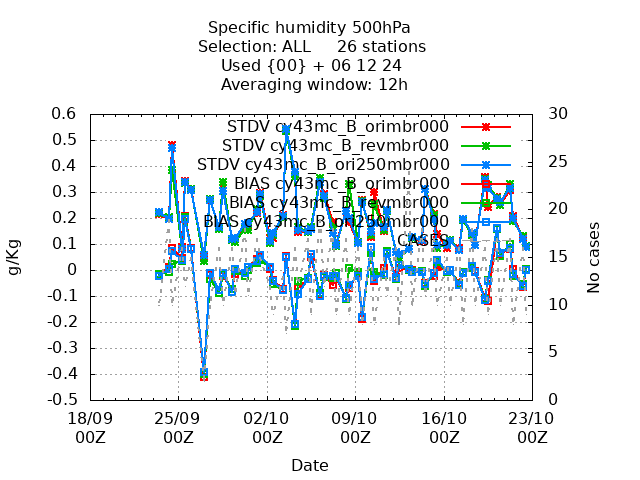 Specific humidity 500hPa
Selection: ALL     26 stations
Used {00} + 06 12 24
Averaging window: 12h
0.6
0.5
0.4
0.3
0.2
0.1
0
-0.1
-0.2
-0.3
-0.4
-0.5
g/Kg
STDV cy43mc_B_orimbr000
STDV cy43mc_B_revmbr000
STDV cy43mc_B_ori250mbr000
BIAS cy43mc_B_orimbr000
BIAS cy43mc_B_revmbr000
BIAS cy43mc_B_ori250mbr000
CASES
30
25
20
15
10
5
0
No cases
18/09 25/09 02/10 09/10 16/10 23/10
00Z 00Z 00Z 00Z 00Z 00Z
Date